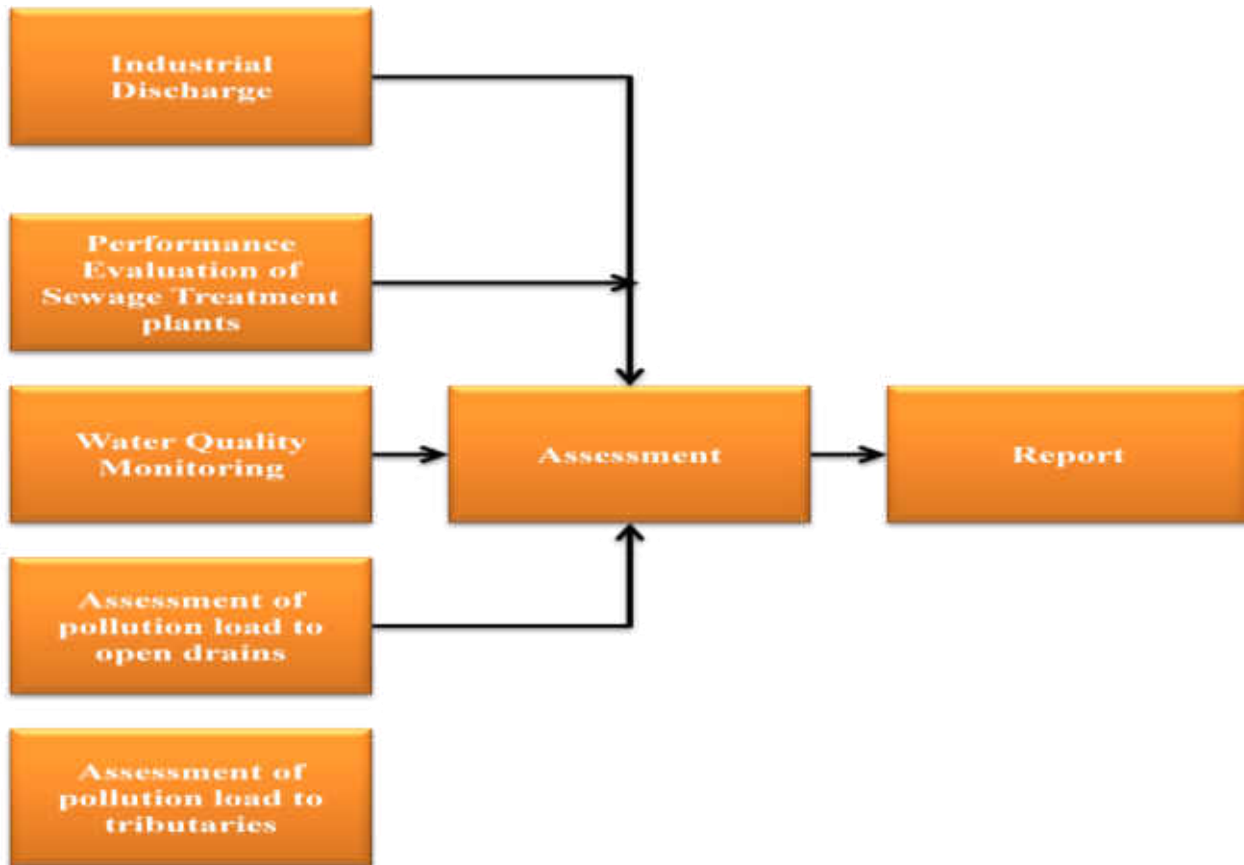 Industrial
Discharge
Performance
Evaluation of
Sewage Treatment
plants
Water Quality
Monitoring
Assessment
Report
Assessment of
pollution load to
open drains
Assessment of
pollution load to
tributaries